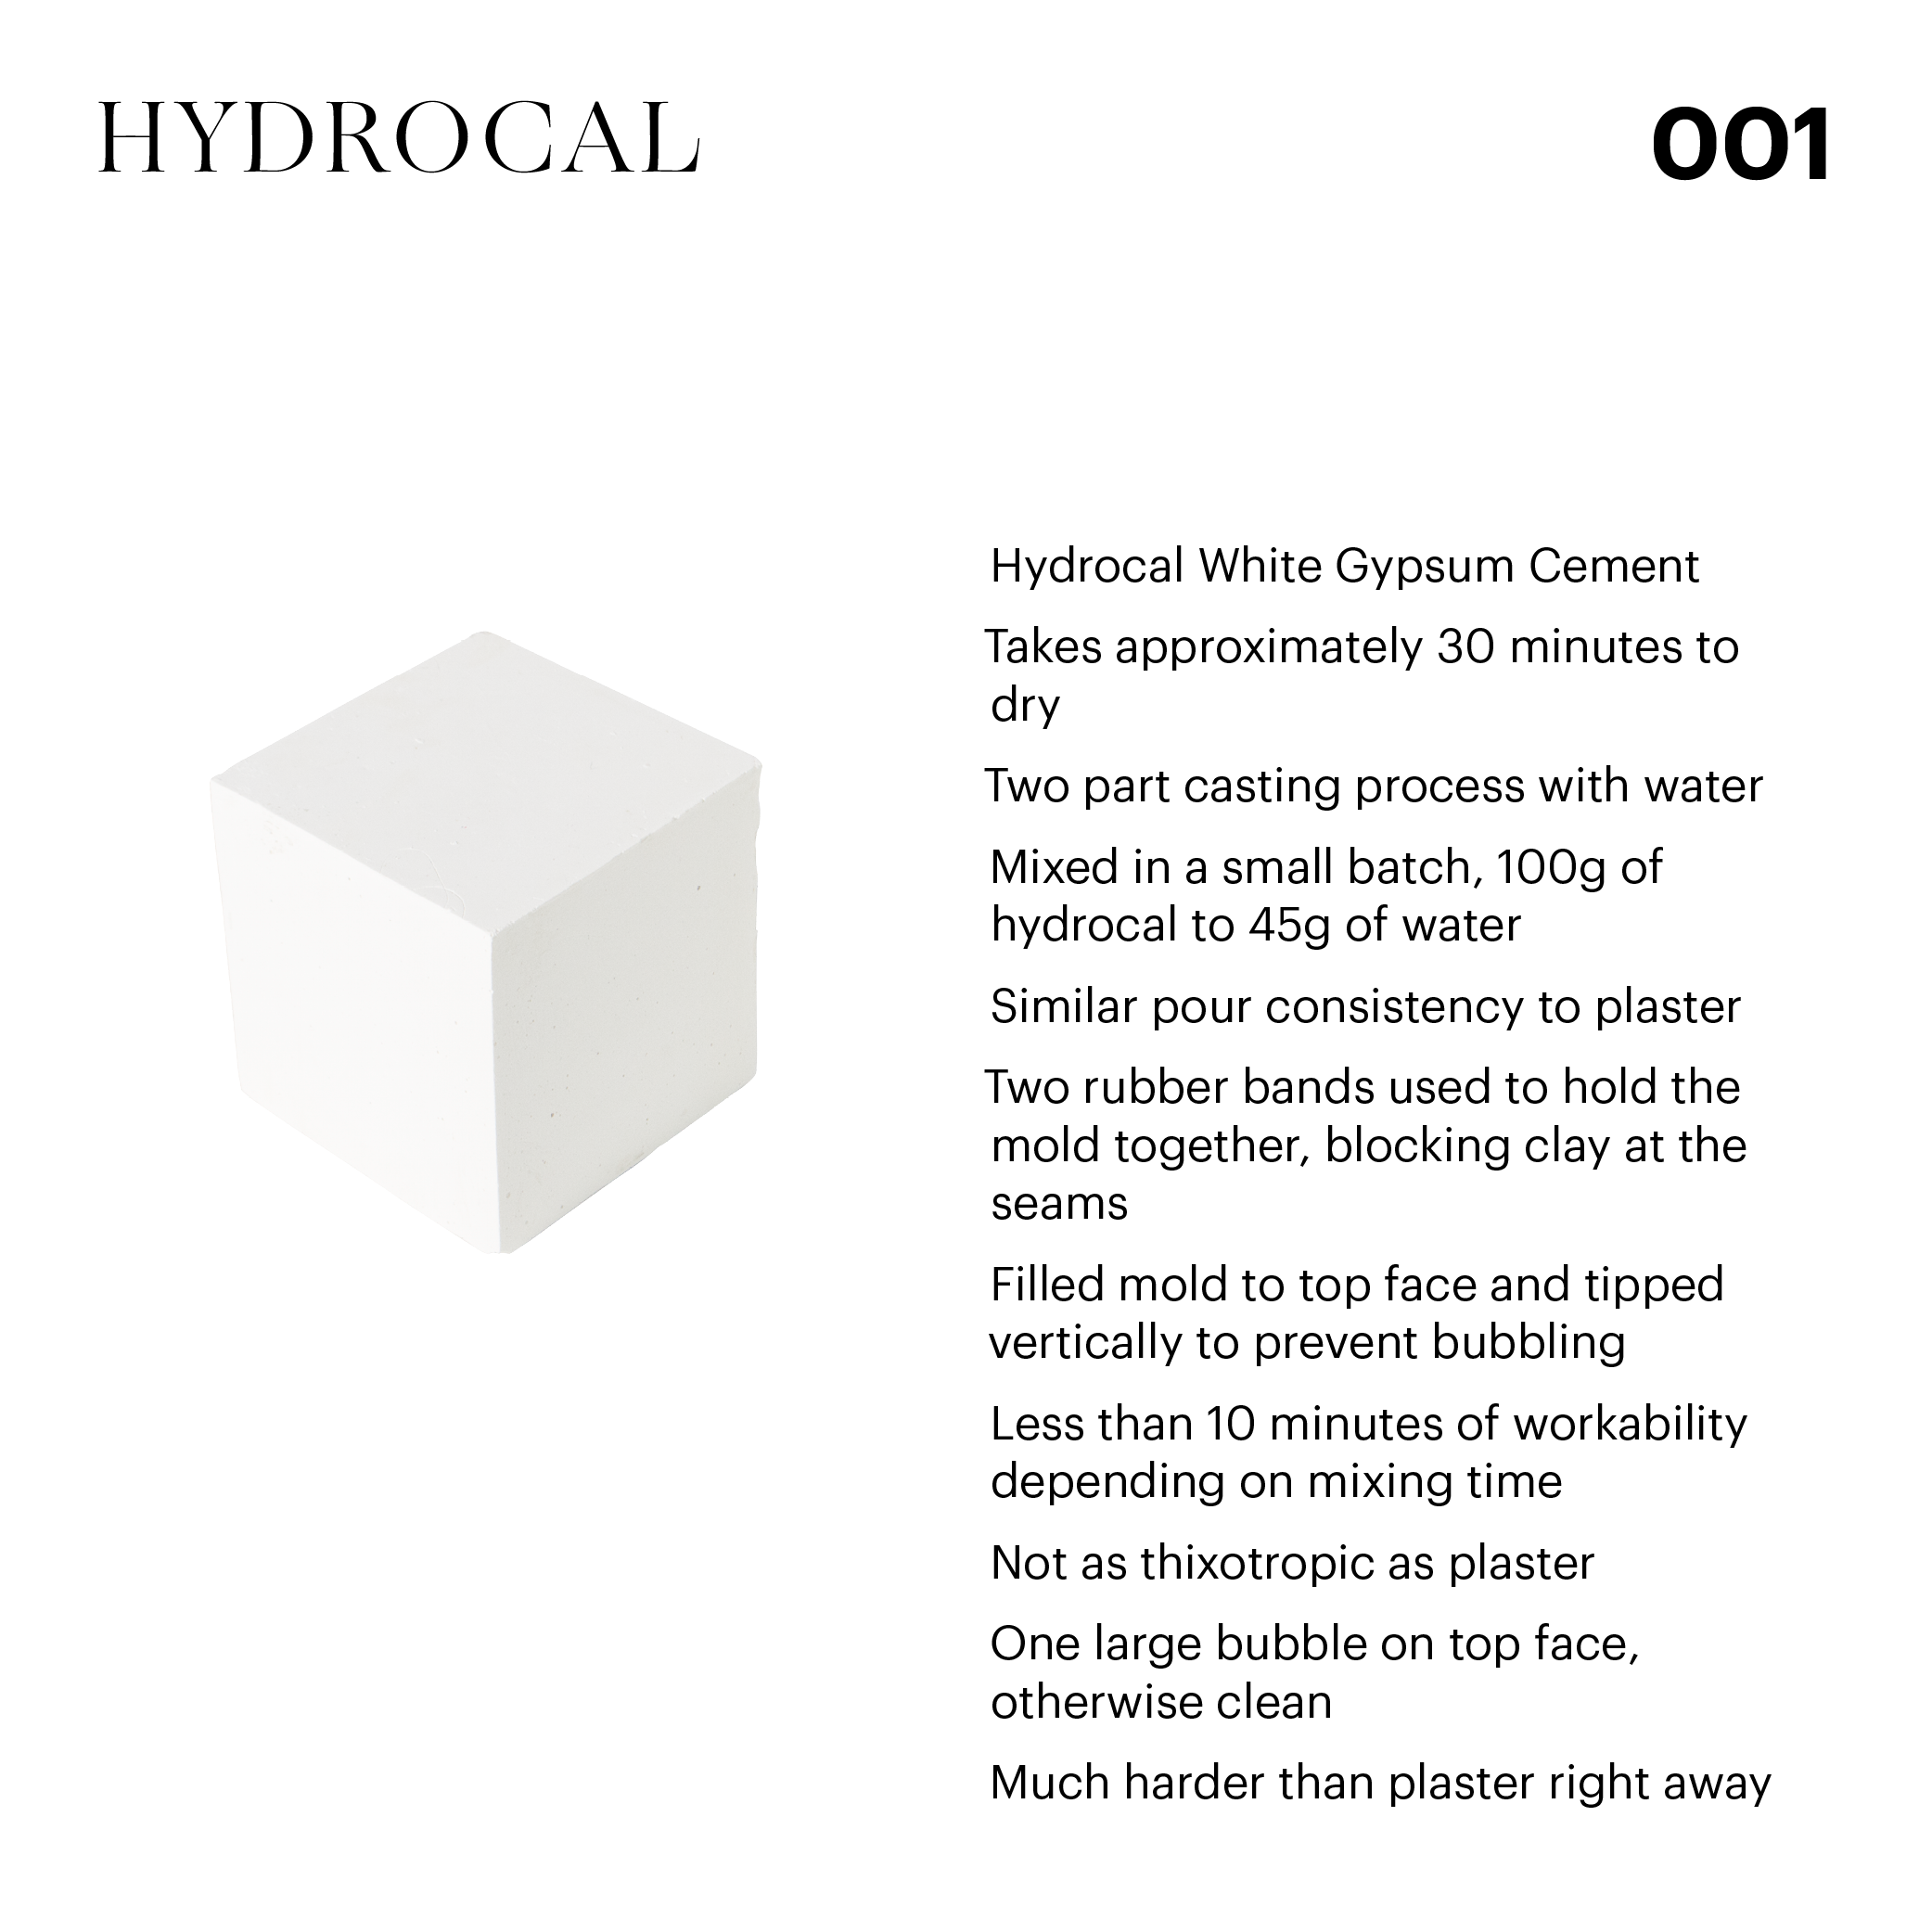 HYDROCAL
001
Hydrocal White Gypsum Cement
Takes approximately 30 minutes to
dry
Two part casting process with water
Mixed in a small batch, 100g of
hydrocal to 45g of water
Similar pour consistency to plaster
Two rubber bands used to hold the
mold together, blocking clay at the
seams
Filled mold to top face and tipped
vertically to prevent bubbling
Less than 10 minutes of workability
depending on mixing time
Not as thixotropic as plaster
One large bubble on top face,
otherwise clean
Much harder than plaster right away